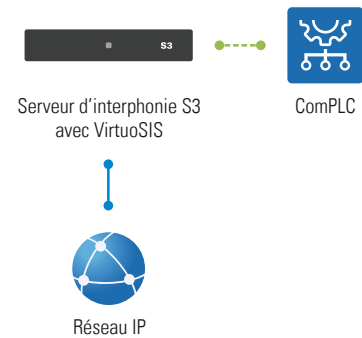 S3
Serveur d’interphonie S3
avec VirtuoSIS
ComPLC
Réseau IP